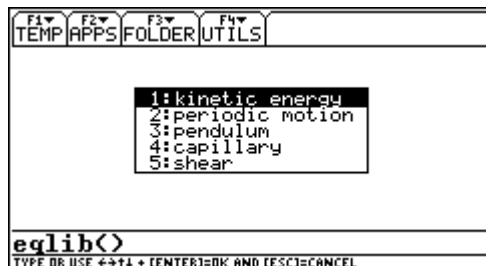 F1▾ F2▾ F3▾ F4▾
TEMP APPS FOLDER UTILS
1:kinetic energy
2:periodic motion
3:pendulum
4:capillary
5:shear
eqlib()
TYPE OR USE ←→↑↓ + [ENTER]=OK AND [ESC]=CANCEL